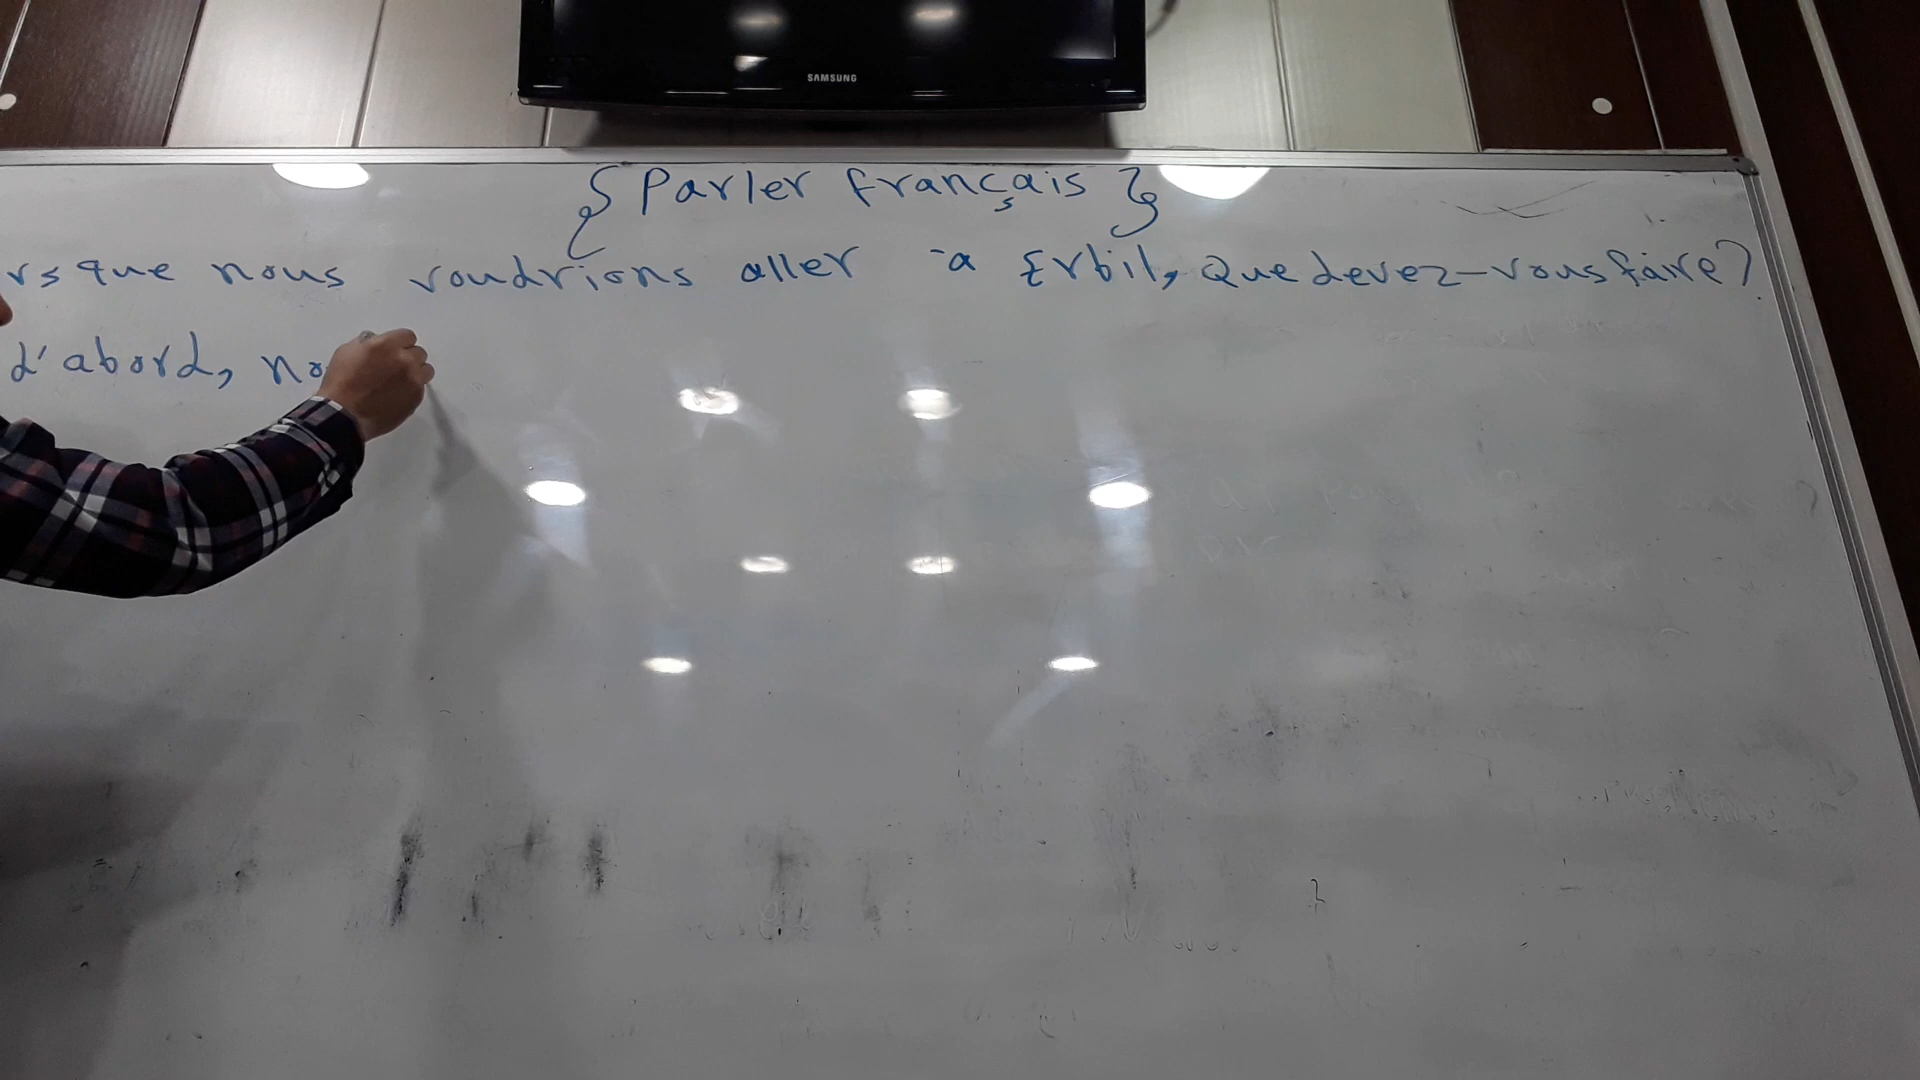 SAMSUNG
{ Parler français }
rsque nous voudrions aller à Erbil, Que devez-vous faire?
d'abord, no